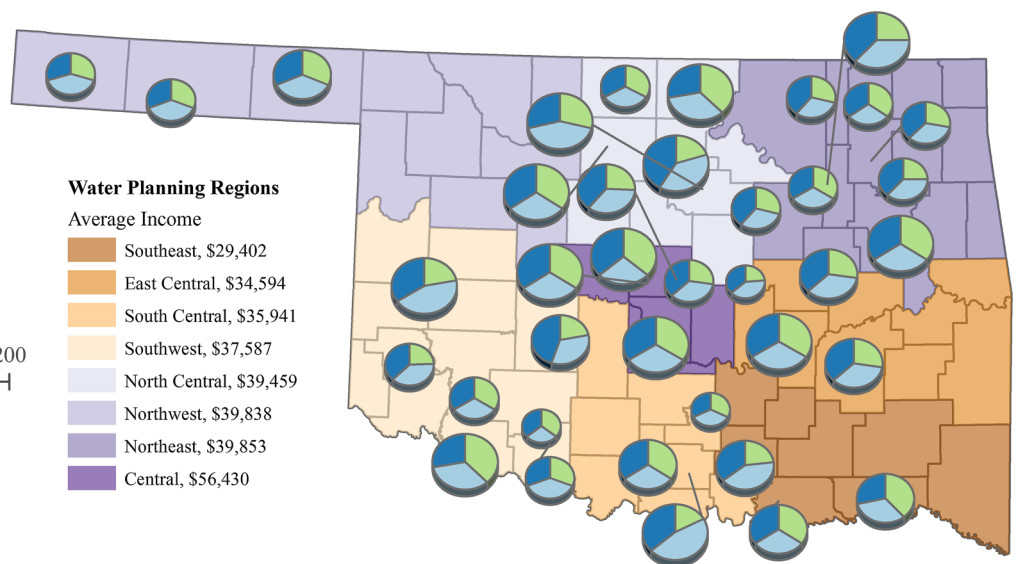 Water Planning Regions
Average Income
Southeast, $29,402
East Central, $34,594
South Central, $35,941
Southwest, $37,587
North Central, $39,459
Northwest, $39,838
Northeast, $39,853
Central, $56,430
200